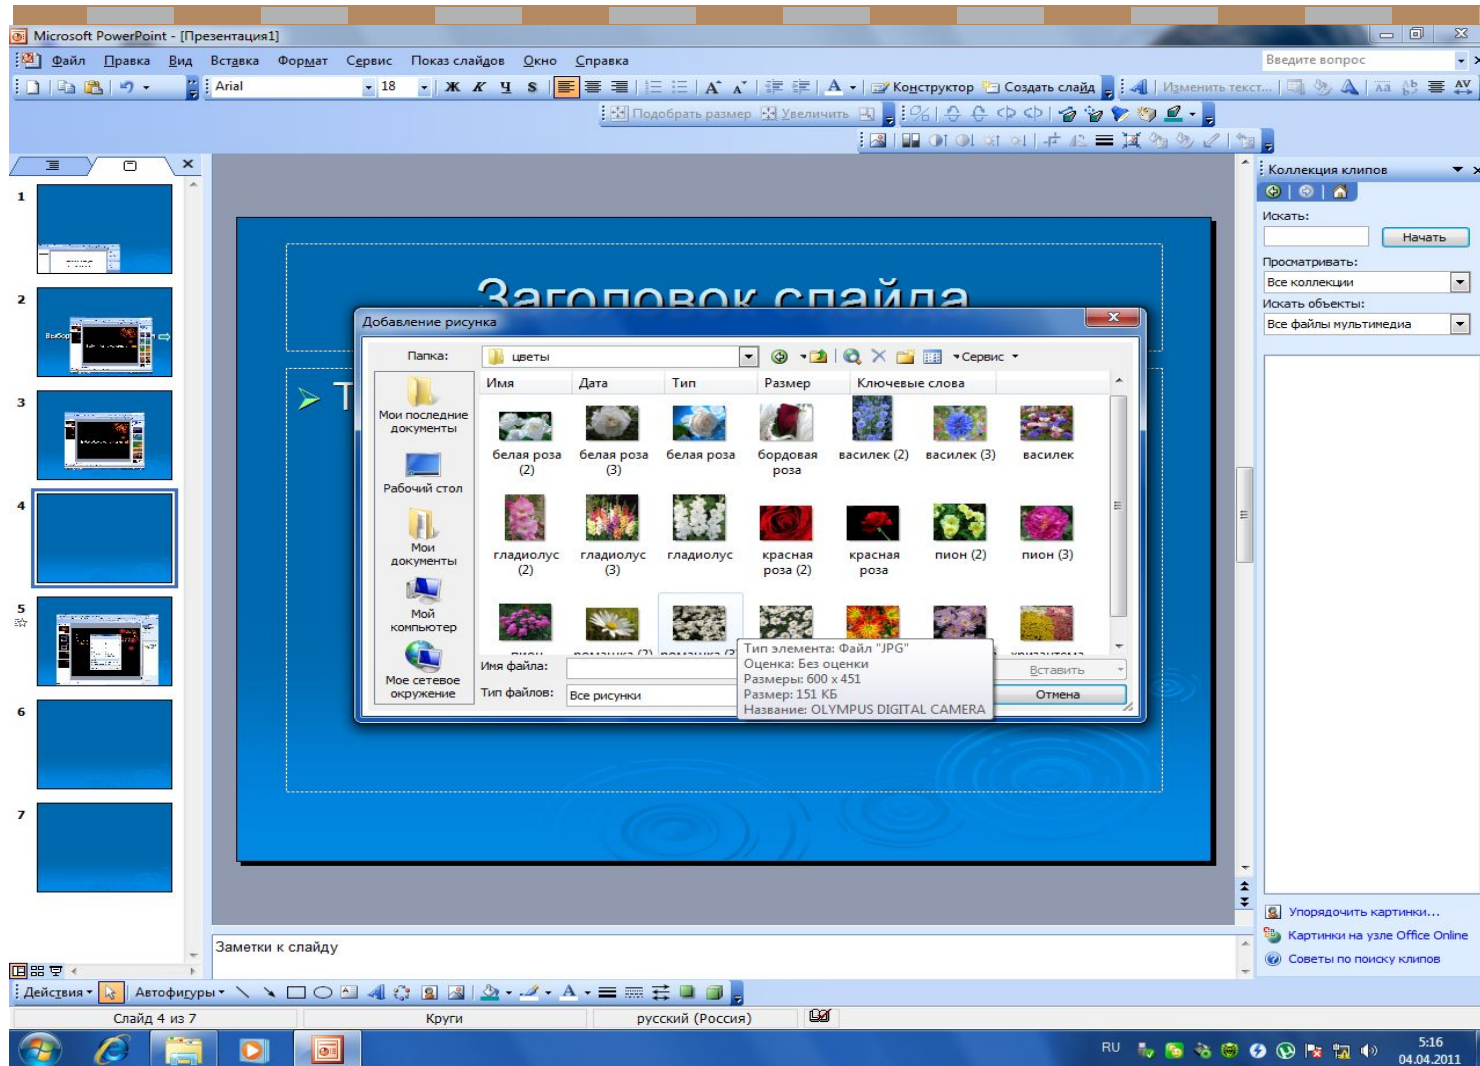 Microsoft PowerPoint - [Презентация1]
Файл Правка Вид Вставка Формат Сервис Показ слайдов Окно Справка Введите вопрос
Arial 18 Ж К Ч S Конструктор Создать слайд Изменить текст...
Подобрать размер Увеличить
Коллекция клипов
Искать:
Начать
Просматривать:
Все коллекции
Искать объекты:
Все файлы мультимедиа
1
2
3
4
5
6
7
Заголовок слайда
Т
Добавление рисунка
Папка: цветы Сервис
Имя Дата Тип Размер Ключевые слова
Мои последние документы
Рабочий стол
Мои документы
Мой компьютер
Мое сетевое окружение
белая роза (2) белая роза (3) белая роза бордовая роза василек (2) василек (3) василек
гладиолус (2) гладиолус (3) гладиолус красная роза (2) красная роза пион (2) пион (3)
Имя файла:
Тип файлов: Все рисунки
Вставить
Отмена
Тип элемента: Файл "JPG"
Оценка: Без оценки
Размеры: 600 x 451
Размер: 151 КБ
Название: OLYMPUS DIGITAL CAMERA
Упорядочить картинки...
Картинки на узле Office Online
Советы по поиску клипов
Заметки к слайду
Действия Автофигуры
Слайд 4 из 7 Круги русский (Россия)
RU 5:16
04.04.2011